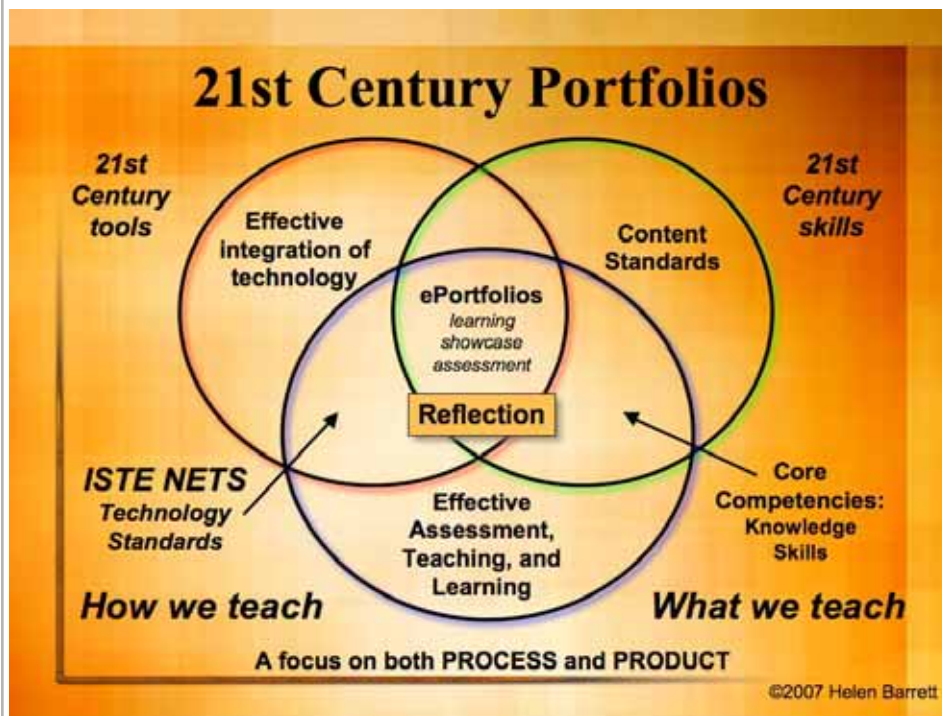 21st Century Portfolios
21st
Century
tools
21st
Century
skills
Effective
integration of
technology
Content
Standards
ePortfolios
learning
showcase
assessment
Reflection
ISTE NETS
Technology
Standards
Core
Competencies:
Knowledge
Skills
Effective
Assessment,
Teaching, and
Learning
How we teach
What we teach
A focus on both PROCESS and PRODUCT
©2007 Helen Barrett